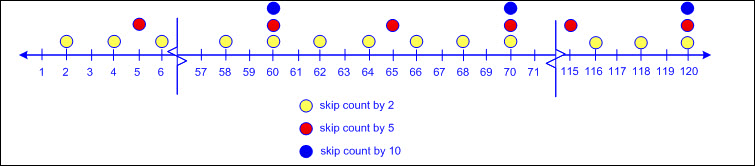 1 2 3 4 5 6 57 58 59 60 61 62 63 64 65 66 67 68 69 70 71 115 116 117 118 119 120
skip count by 2
skip count by 5
skip count by 10